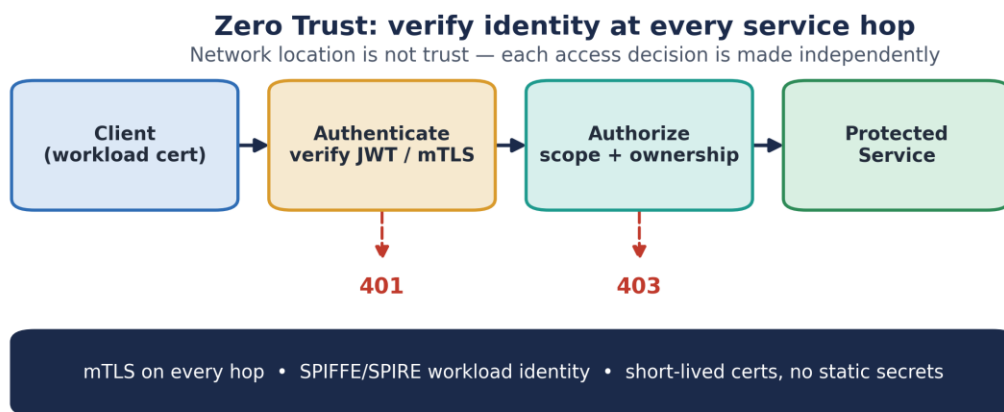 Zero Trust: verify identity at every service hop
Network location is not trust — each access decision is made independently
Client
(workload cert)
Authenticate
verify JWT / mTLS
Authorize
scope + ownership
Protected
Service
401
403
mTLS on every hop • SPIFFE/SPIRE workload identity • short-lived certs, no static secrets